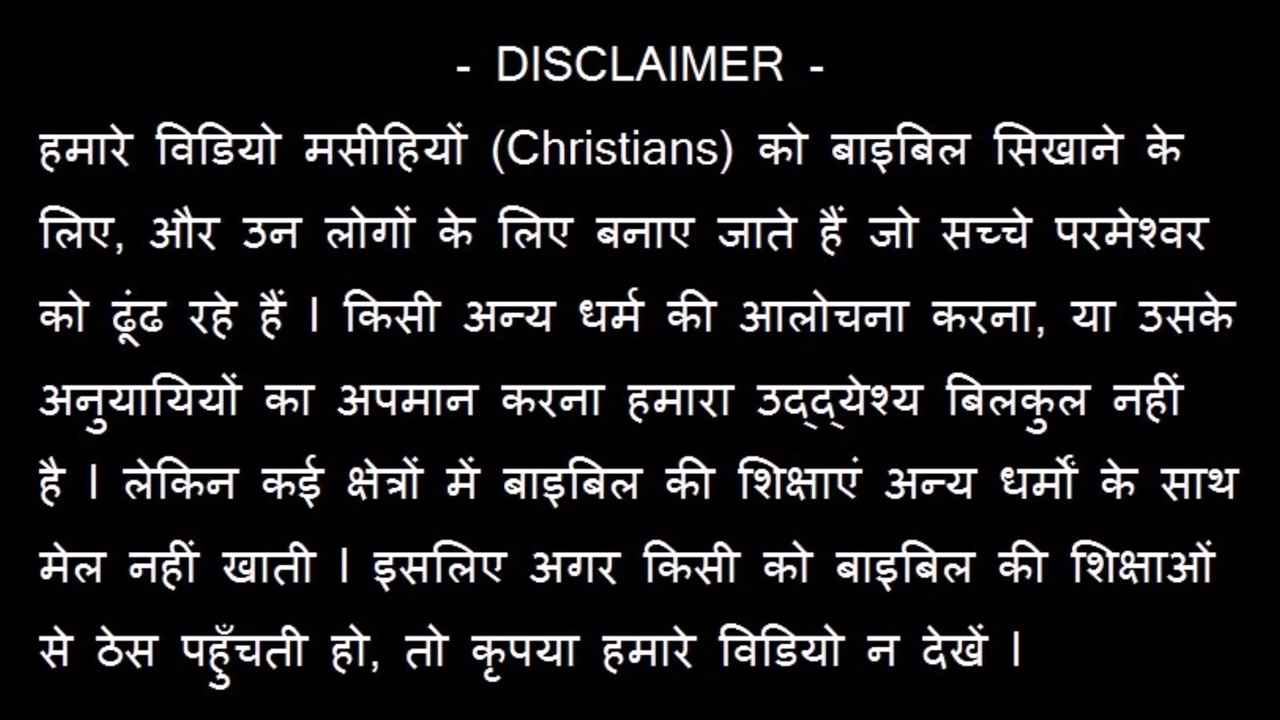 - DISCLAIMER -
हमारे विडियो मसीहियों (Christians) को बाइबिल सिखाने के
लिए, और उन लोगों के लिए बनाए जाते हैं जो सच्चे परमेश्वर
को ढूंढ रहे हैं । किसी अन्य धर्म की आलोचना करना, या उसके
अनुयायियों का अपमान करना हमारा उद्द्येश्य बिलकुल नहीं
है । लेकिन कई क्षेत्रों में बाइबिल की शिक्षाएं अन्य धर्मों के साथ
मेल नहीं खाती । इसलिए अगर किसी को बाइबिल की शिक्षाओं
से ठेस पहुँचती हो, तो कृपया हमारे विडियो न देखें ।